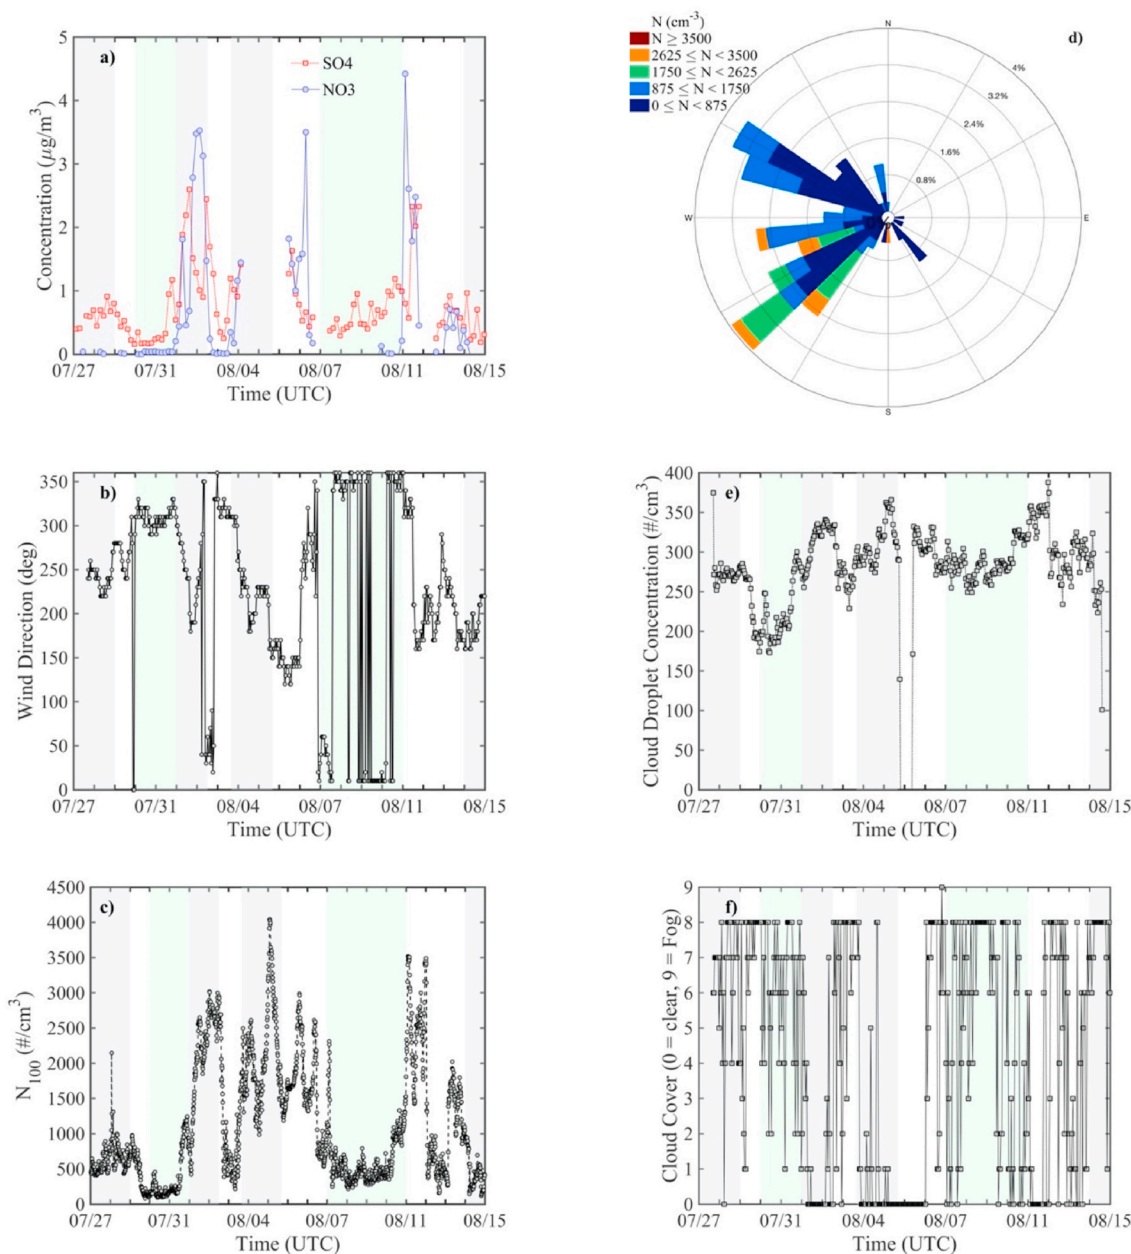 a)
SO4
NO3
5
4
3
2
1
0
Concentration (µg/m³)
07/27 07/31 08/04 08/07 08/11 08/15
Time (UTC)
N (cm⁻³)
N ≥ 3500
2625 ≤ N < 3500
1750 ≤ N < 2625
875 ≤ N < 1750
0 ≤ N < 875
d)
N
E
S
W
4%
3.2%
2.4%
1.6%
0.8%
b)
350
300
250
200
150
100
50
0
Wind Direction (deg)
07/27 07/31 08/04 08/07 08/11 08/15
Time (UTC)
e)
400
350
300
250
200
150
100
50
0
Cloud Droplet Concentration (#/cm³)
07/27 07/31 08/04 08/07 08/11 08/15
Time (UTC)
c)
4500
4000
3500
3000
2500
2000
1500
1000
500
0
N₁₀₀ (#/cm³)
07/27 07/31 08/04 08/07 08/11 08/15
Time (UTC)
f)
9
8
7
6
5
4
3
2
1
0
Cloud Cover (0 = clear, 9 = Fog)
07/27 07/31 08/04 08/07 08/11 08/15
Time (UTC)